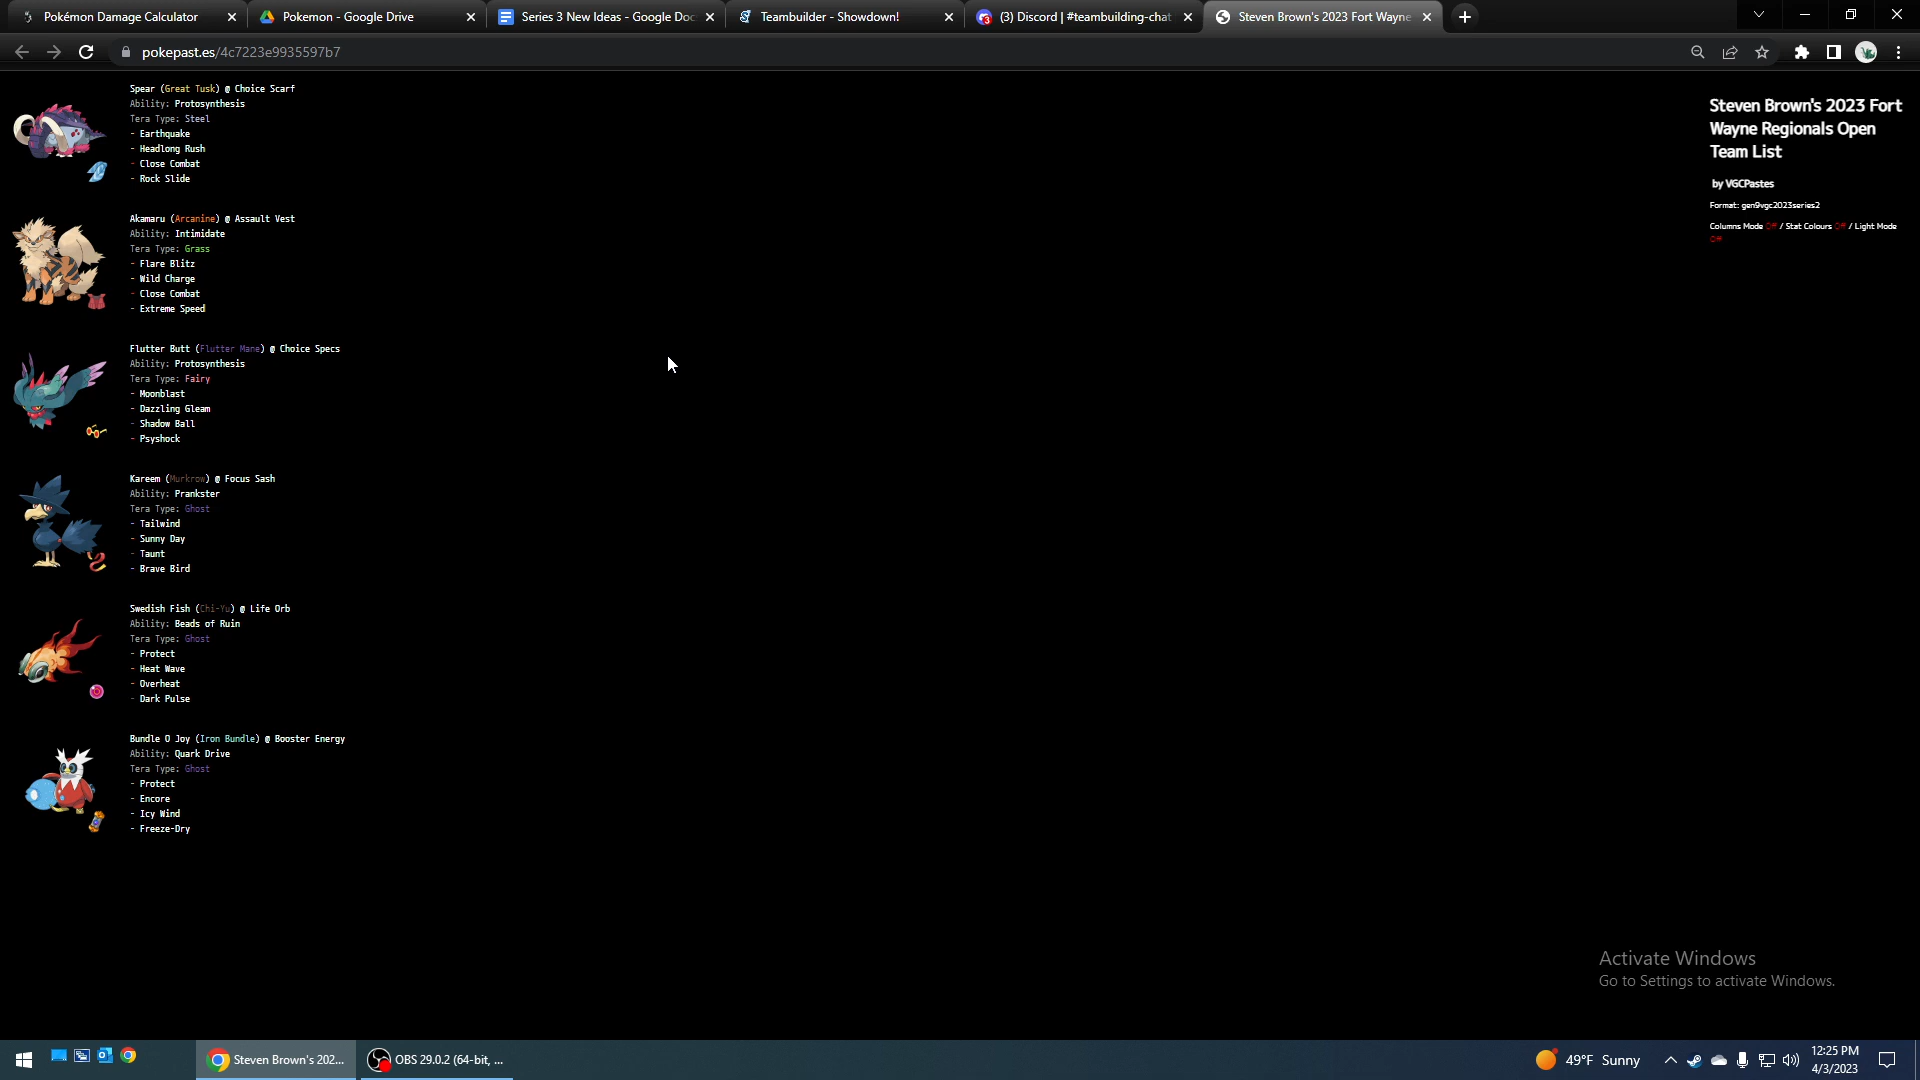 Pokémon Damage Calculator
Pokemon - Google Drive
Series 3 New Ideas - Google Doc
Teambuilder - Showdown!
(3) Discord | #teambuilding-chat
Steven Brown's 2023 Fort Wayne
pokepast.es/4c7223e9935597b7
Spear (Great Tusk) @ Choice Scarf
Ability: Protosynthesis
Tera Type: Steel
- Earthquake
- Headlong Rush
- Close Combat
- Rock Slide
Akamaru (Arcanine) @ Assault Vest
Ability: Intimidate
Tera Type: Grass
- Flare Blitz
- Wild Charge
- Close Combat
- Extreme Speed
Flutter Butt (Flutter Mane) @ Choice Specs
Ability: Protosynthesis
Tera Type: Fairy
- Moonblast
- Dazzling Gleam
- Shadow Ball
- Psyshock
Kareem (Murkrow) @ Focus Sash
Ability: Prankster
Tera Type: Ghost
- Tailwind
- Sunny Day
- Taunt
- Brave Bird
Swedish Fish (Chi-Yu) @ Life Orb
Ability: Beads of Ruin
Tera Type: Ghost
- Protect
- Heat Wave
- Overheat
- Dark Pulse
Bundle O Joy (Iron Bundle) @ Booster Energy
Ability: Quark Drive
Tera Type: Ghost
- Protect
- Encore
- Icy Wind
- Freeze-Dry
Steven Brown's 2023 Fort
Wayne Regionals Open
Team List
by VGCPastes
Format: gen9vgc2023series2
Columns Mode Off / Stat Colours Off / Light Mode
Off
Activate Windows
Go to Settings to activate Windows.
Steven Brown's 202...
OBS 29.0.2 (64-bit, ...
49°F Sunny
12:25 PM
4/3/2023